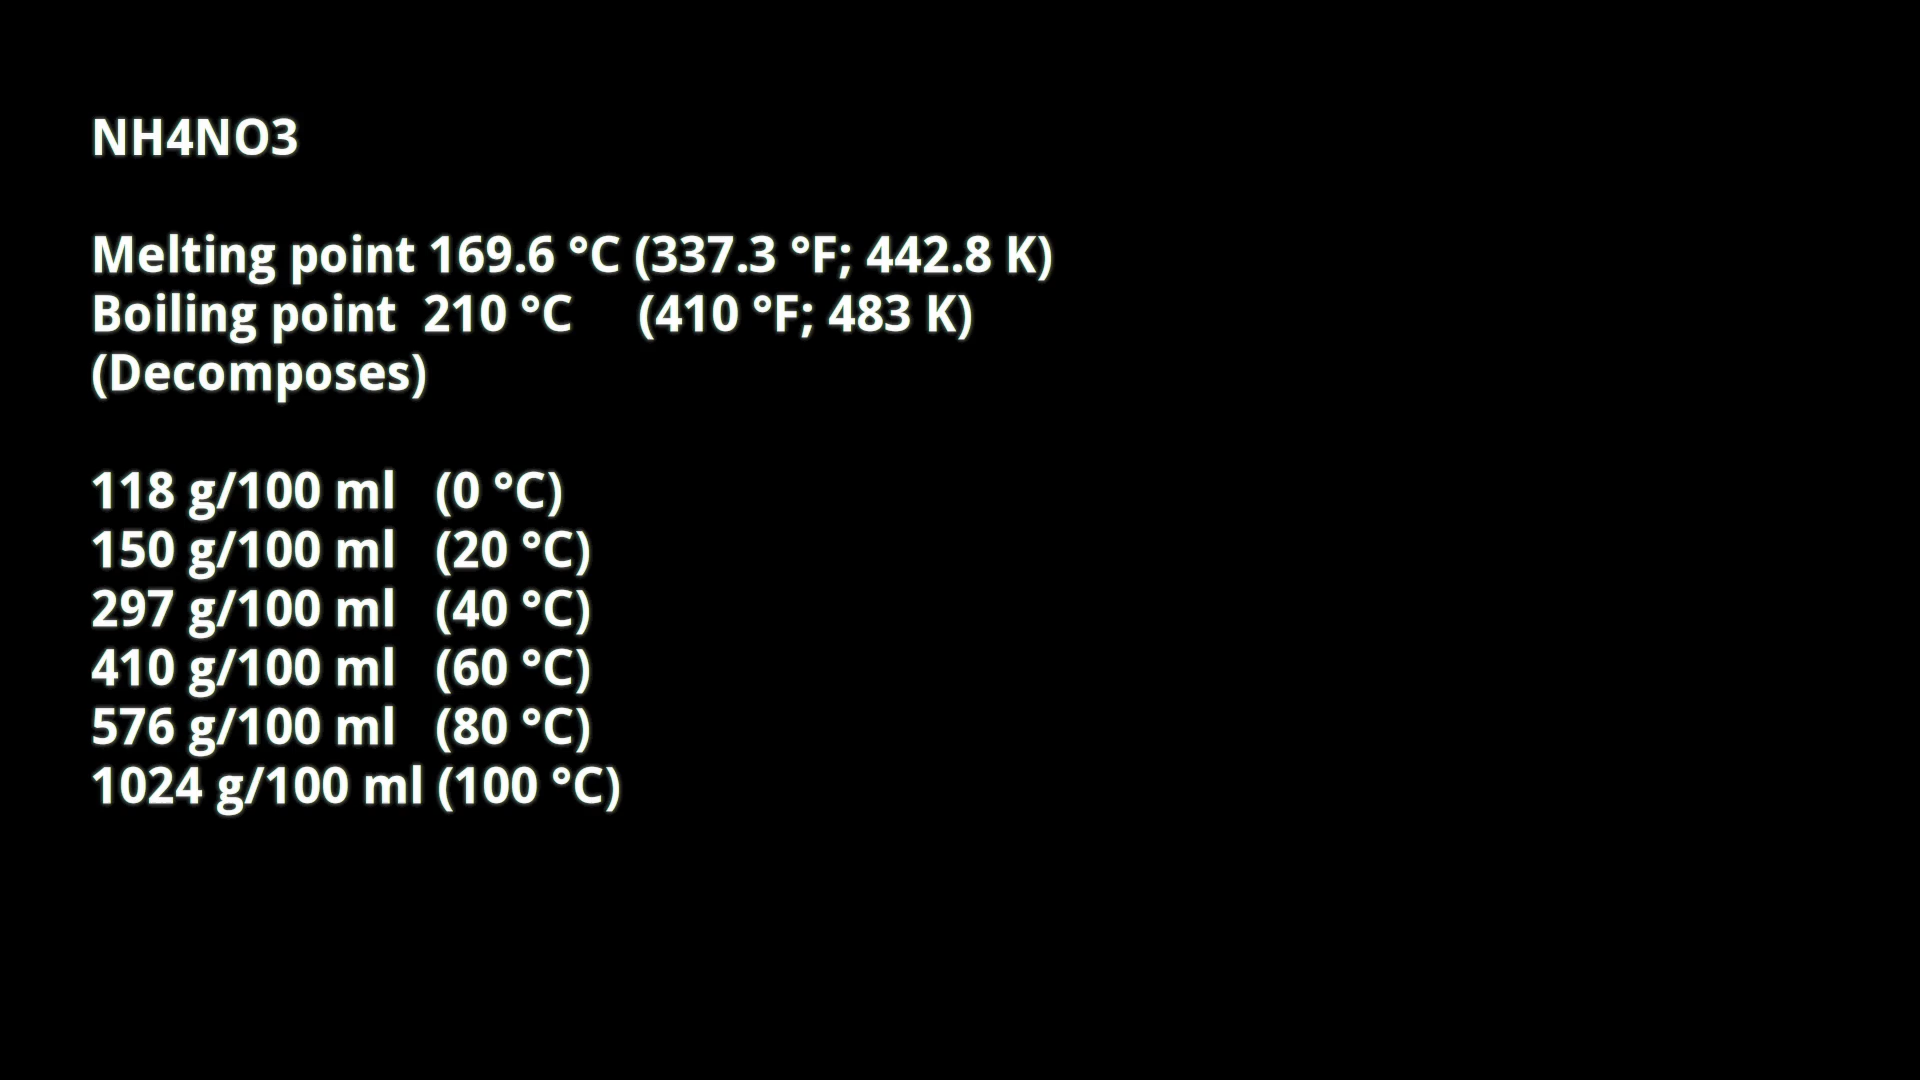 NH4NO3
Melting point 169.6 °C (337.3 °F; 442.8 K)
Boiling point  210 °C     (410 °F; 483 K)
(Decomposes)
118 g/100 ml   (0 °C)
150 g/100 ml   (20 °C)
297 g/100 ml   (40 °C)
410 g/100 ml   (60 °C)
576 g/100 ml   (80 °C)
1024 g/100 ml (100 °C)